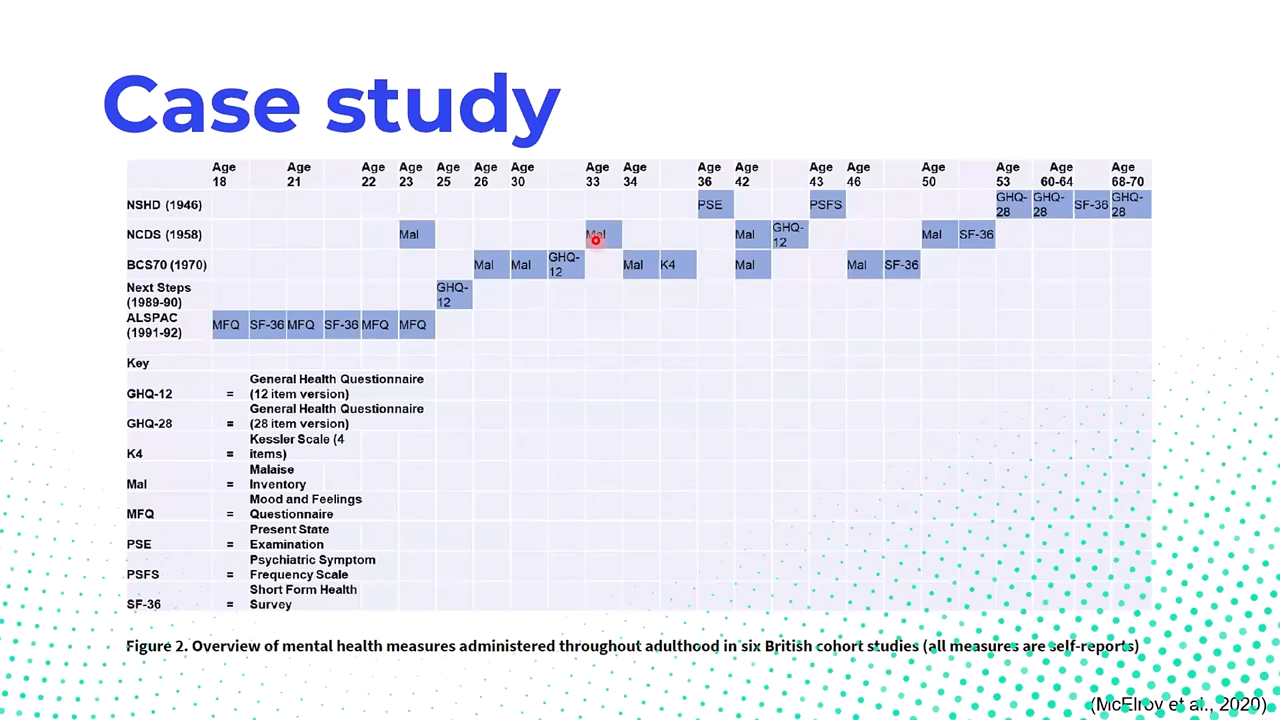 Case study
Age Age Age Age Age Age Age Age Age Age Age Age Age Age Age Age Age
18 21 22 23 25 26 30 33 34 36 42 43 46 50 53 60-64 68-70
NSHD (1946) PSE PSFS GHQ-28 GHQ-28 SF-36 GHQ-28
NCDS (1958) Mal Mal Mal GHQ-12 Mal SF-36
BCS70 (1970) Mal Mal GHQ-12 Mal K4 Mal Mal SF-36
Next Steps
(1989-90) GHQ-12
ALSPAC
(1991-92) MFQ SF-36 MFQ SF-36 MFQ MFQ
Key
General Health Questionnaire
GHQ-12 = (12 item version)
General Health Questionnaire
GHQ-28 = (28 item version)
Kessler Scale (4
K4 = items)
Malaise
Mal = Inventory
Mood and Feelings
MFQ = Questionnaire
Present State
PSE = Examination
Psychiatric Symptom
PSFS = Frequency Scale
Short Form Health
SF-36 = Survey
Figure 2. Overview of mental health measures administered throughout adulthood in six British cohort studies (all measures are self-reports)
(McElroy et al., 2020)